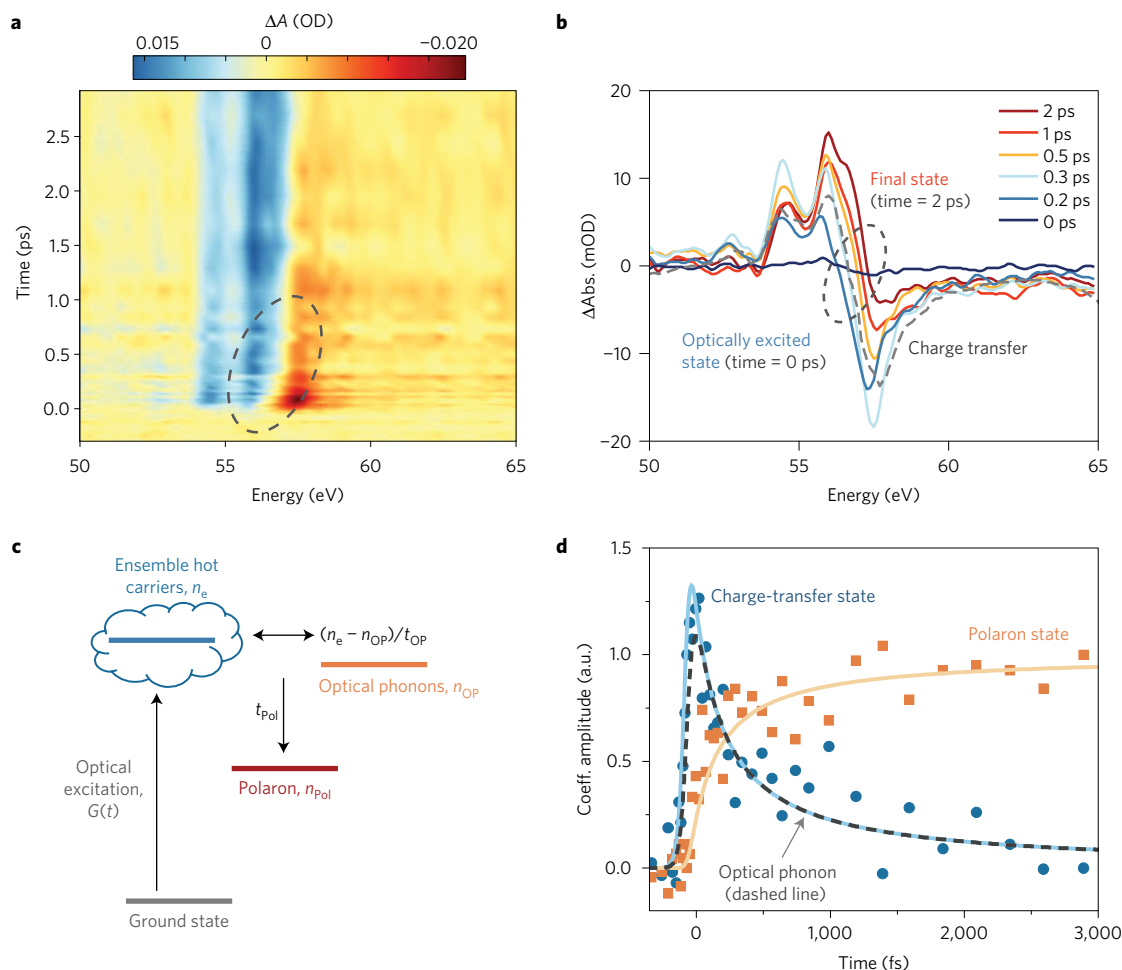 a
ΔA (OD)
0.015 0 −0.020
Time (ps)
2.5
2.0
1.5
1.0
0.5
0.0
50 55 60 65
Energy (eV)
b
ΔAbs. (mOD)
20
10
0
−10
−20
2 ps
1 ps
0.5 ps
0.3 ps
0.2 ps
0 ps
Final state
(time = 2 ps)
Optically excited
state (time = 0 ps)
Charge transfer
50 55 60 65
Energy (eV)
c
Ensemble hot
carriers, nₑ
(nₑ − n_OP)/t_OP
Optical phonons, n_OP
t_Pol
Optical
excitation,
G(t)
Polaron, n_Pol
Ground state
d
Coeff. amplitude (a.u.)
1.5
1.0
0.5
0.0
Charge-transfer state
Polaron state
Optical phonon
(dashed line)
0 1,000 2,000 3,000
Time (fs)